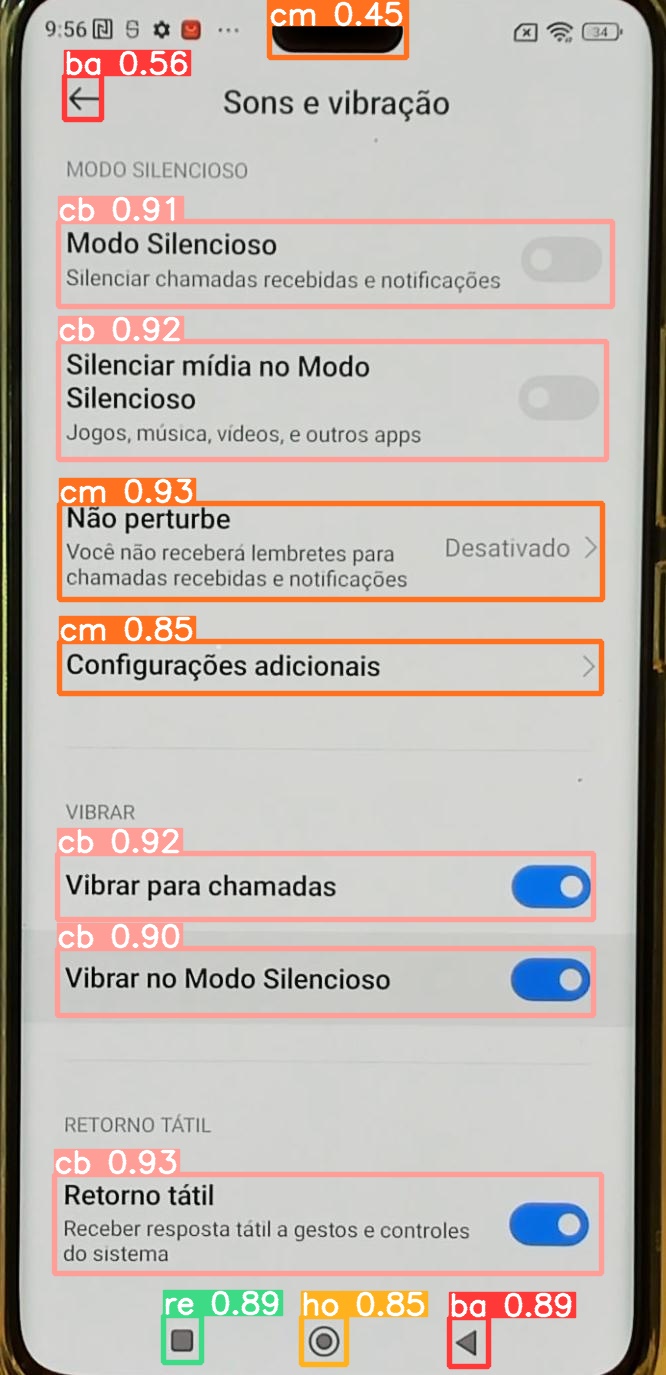 cm 0.45
9:56 ... 34
ba 0.56
Sons e vibração
MODO SILENCIOSO
cb 0.91
Modo Silencioso
Silenciar chamadas recebidas e notificações
cb 0.92
Silenciar mídia no Modo
Silencioso
Jogos, música, vídeos, e outros apps
cm 0.93
Não perturbe
Você não receberá lembretes para
chamadas recebidas e notificações
Desativado
cm 0.85
Configurações adicionais
VIBRAR
cb 0.92
Vibrar para chamadas
cb 0.90
Vibrar no Modo Silencioso
RETORNO TÁTIL
cb 0.93
Retorno tátil
Receber resposta tátil a gestos e controles
do sistema
re 0.89 ho 0.85 ba 0.89